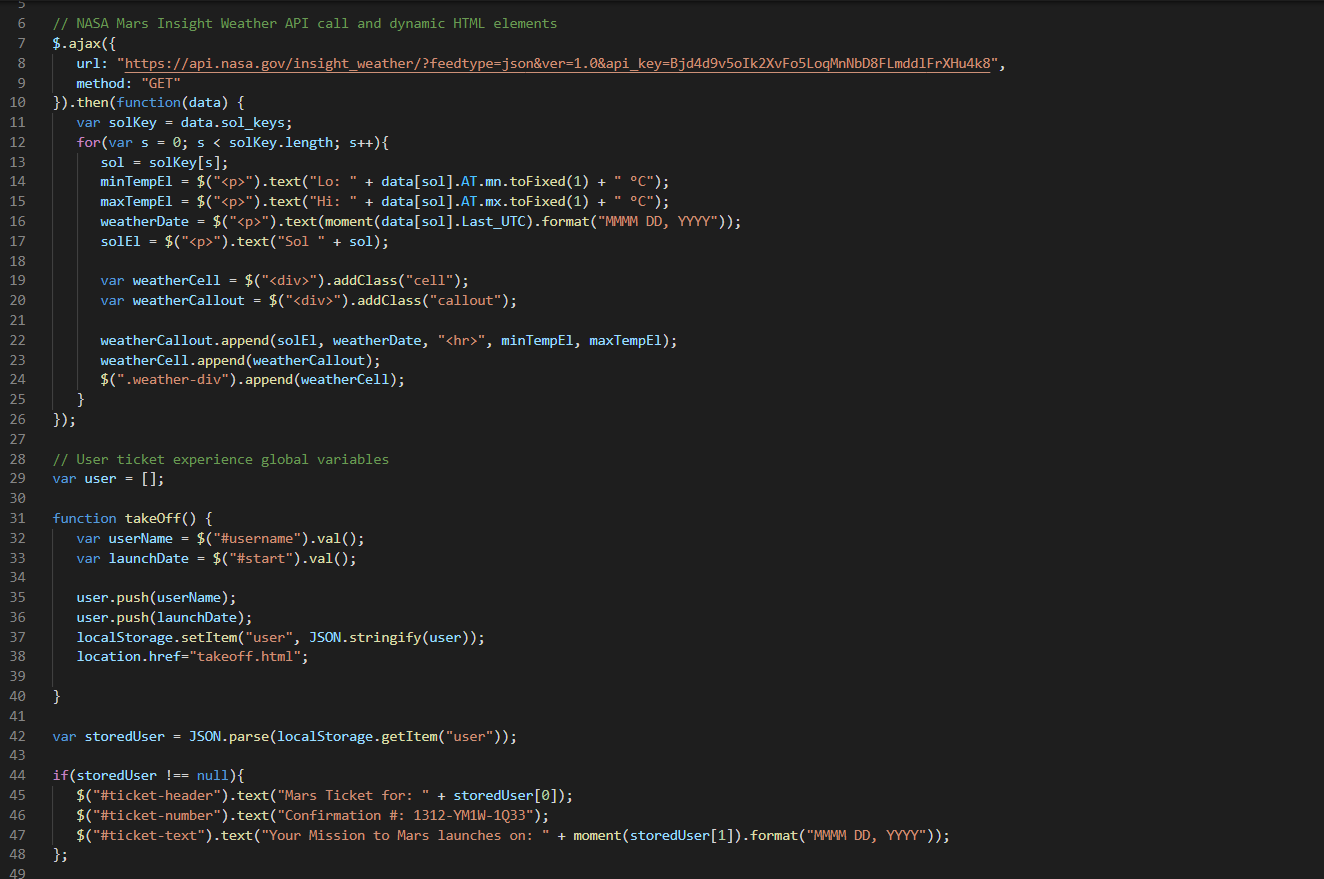 5
6 // NASA Mars Insight Weather API call and dynamic HTML elements
7 $.ajax({
8 url: "https://api.nasa.gov/insight_weather/?feedtype=json&ver=1.0&api_key=Bjd4d9v5oIk2XvFo5LoqMnNbD8FLmddlFrXHu4k8",
9 method: "GET"
10 }).then(function(data) {
11 var solKey = data.sol_keys;
12 for(var s = 0; s < solKey.length; s++){
13 sol = solKey[s];
14 minTempEl = $("<p>").text("Lo: " + data[sol].AT.mn.toFixed(1) + " °C");
15 maxTempEl = $("<p>").text("Hi: " + data[sol].AT.mx.toFixed(1) + " °C");
16 weatherDate = $("<p>").text(moment(data[sol].Last_UTC).format("MMMM DD, YYYY"));
17 solEl = $("<p>").text("Sol " + sol);
18
19 var weatherCell = $("<div>").addClass("cell");
20 var weatherCallout = $("<div>").addClass("callout");
21
22 weatherCallout.append(solEl, weatherDate, "<hr>", minTempEl, maxTempEl);
23 weatherCell.append(weatherCallout);
24 $(".weather-div").append(weatherCell);
25 }
26 });
27
28 // User ticket experience global variables
29 var user = [];
30
31 function takeOff() {
32 var userName = $("#username").val();
33 var launchDate = $("#start").val();
34
35 user.push(userName);
36 user.push(launchDate);
37 localStorage.setItem("user", JSON.stringify(user));
38 location.href="takeoff.html";
39
40 }
41
42 var storedUser = JSON.parse(localStorage.getItem("user"));
43
44 if(storedUser !== null){
45 $("#ticket-header").text("Mars Ticket for: " + storedUser[0]);
46 $("#ticket-number").text("Confirmation #: 1312-YM1W-1Q33");
47 $("#ticket-text").text("Your Mission to Mars launches on: " + moment(storedUser[1]).format("MMMM DD, YYYY"));
48 };
49